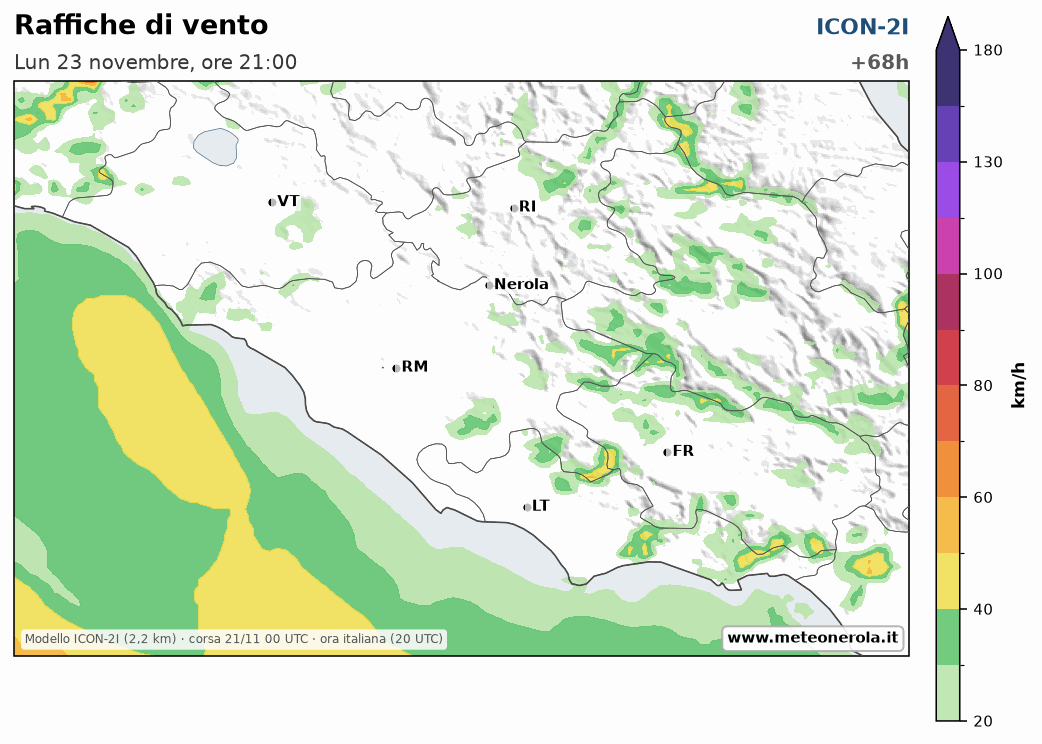 Raffiche di vento
ICON-2I
Lun 23 novembre, ore 21:00
+68h
VT
RI
Nerola
RM
FR
LT
Modello ICON-2I (2,2 km) · corsa 21/11 00 UTC · ora italiana (20 UTC)
www.meteonerola.it
180
130
100
80
60
40
20
km/h